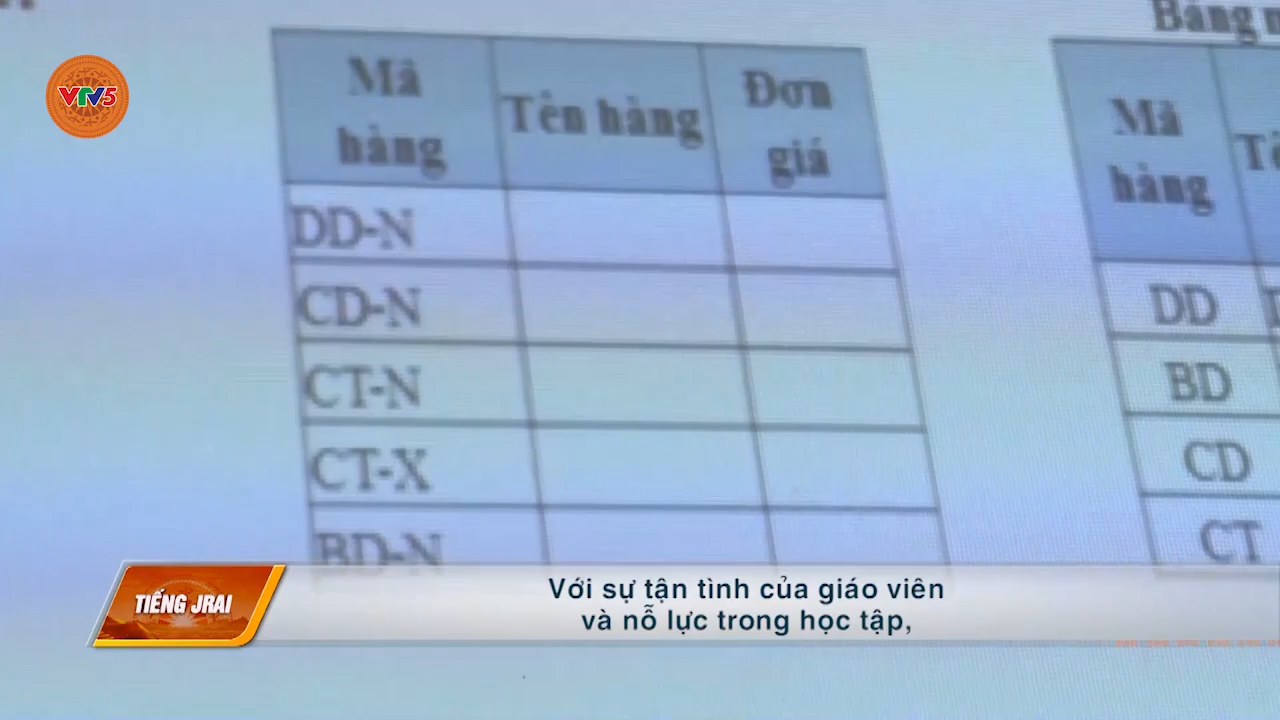 VTV5
Mã hàng
Tên hàng
Đơn giá
DD-N
CD-N
CT-N
CT-X
BD-N
Mã hàng
DD
BD
CD
CT
TIẾNG JRAI
Với sự tận tình của giáo viên
và nỗ lực trong học tập,